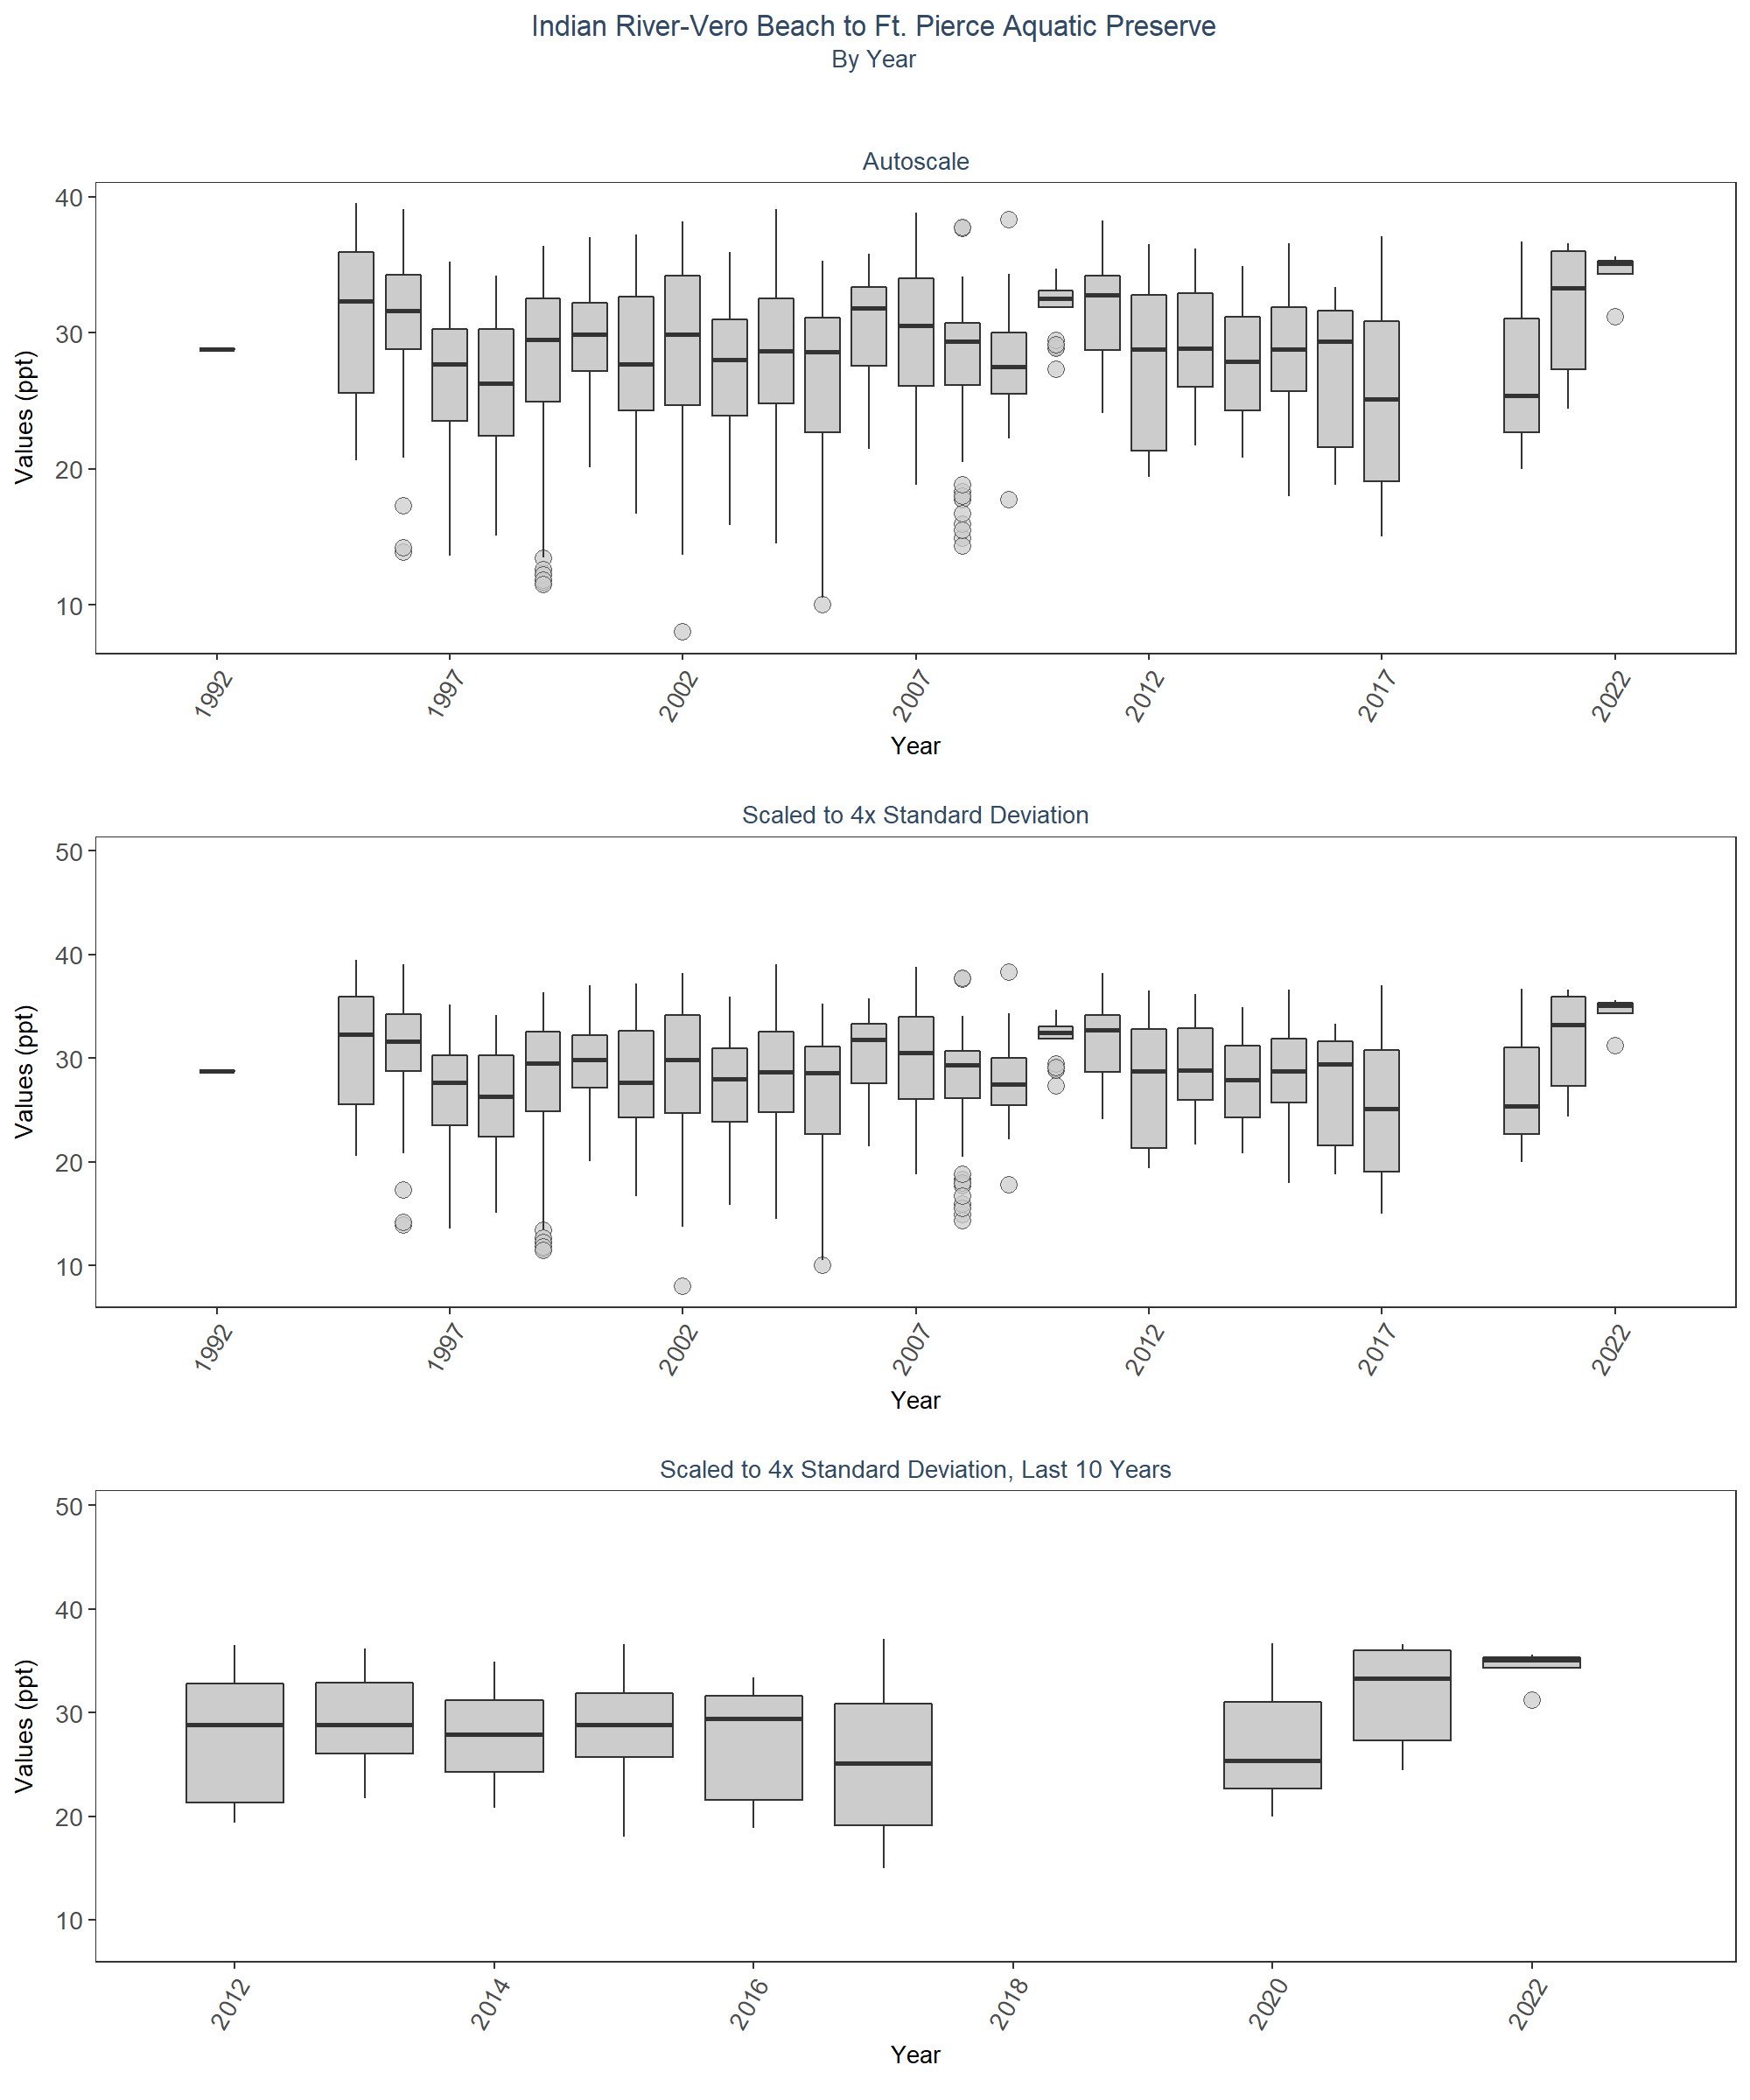 Indian River-Vero Beach to Ft. Pierce Aquatic Preserve
By Year
Autoscale
40
30
20
10
Values (ppt)
1992 1997 2002 2007 2012 2017 2022
Year
Scaled to 4x Standard Deviation
50
40
30
20
10
Values (ppt)
1992 1997 2002 2007 2012 2017 2022
Year
Scaled to 4x Standard Deviation, Last 10 Years
50
40
30
20
10
Values (ppt)
2012 2014 2016 2018 2020 2022
Year